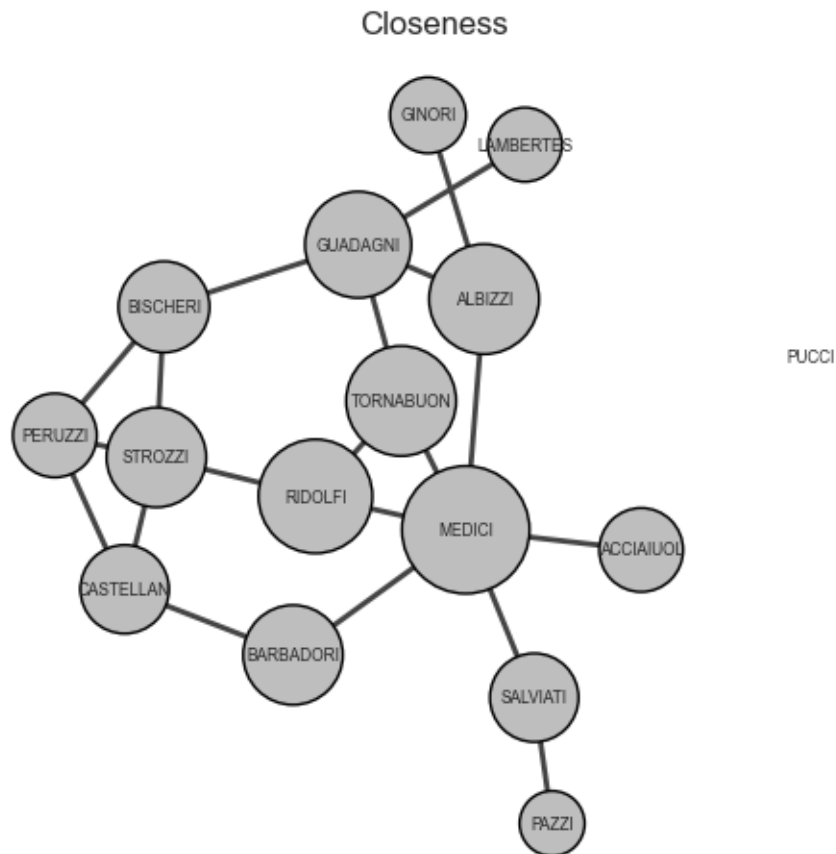 Closeness
GINORI
LAMBERTES
GUADAGNI
ALBIZZI
BISCHERI
PUCCI
TORNABUON
PERUZZI
STROZZI
RIDOLFI
MEDICI
ACCIAIUOL
CASTELLAN
BARBADORI
SALVIATI
PAZZI